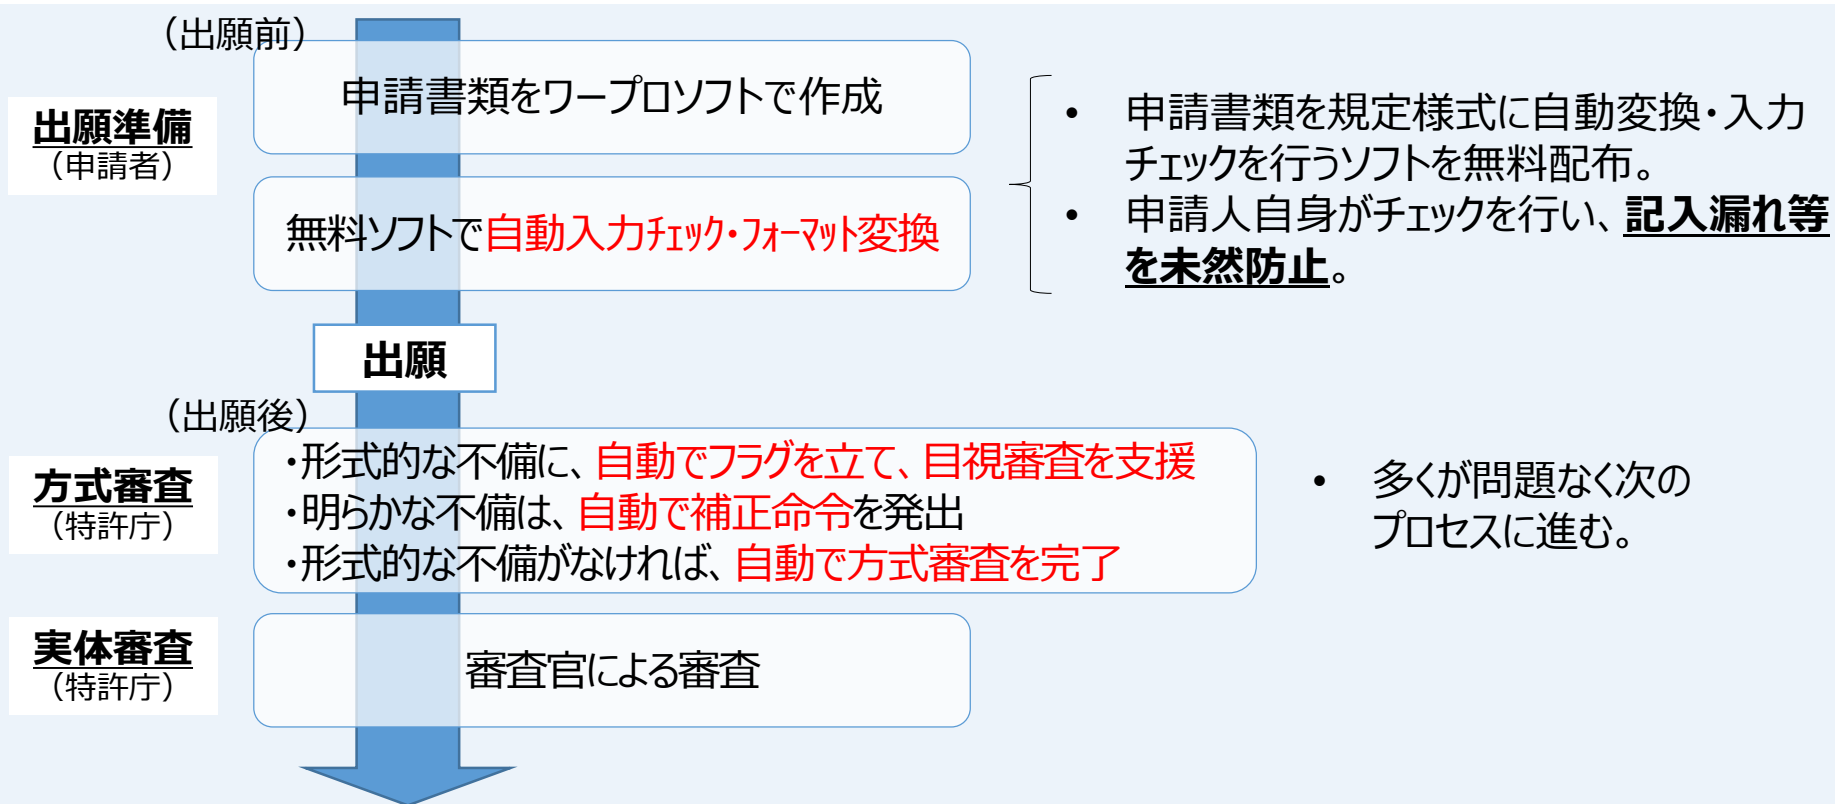 （出願前）
申請書類をワープロソフトで作成
出願準備
（申請者）
無料ソフトで自動入力ﾁｪｯｸ・ﾌｫｰﾏｯﾄ変換
• 申請書類を規定様式に自動変換・入力
チェックを行うソフトを無料配布。
• 申請人自身がチェックを行い、記入漏れ等
を未然防止。
出願
（出願後）
方式審査
（特許庁）
・形式的な不備に、自動でフラグを立て、目視審査を支援
・明らかな不備は、自動で補正命令を発出
・形式的な不備がなければ、自動で方式審査を完了
• 多くが問題なく次の
プロセスに進む。
実体審査
（特許庁）
審査官による審査